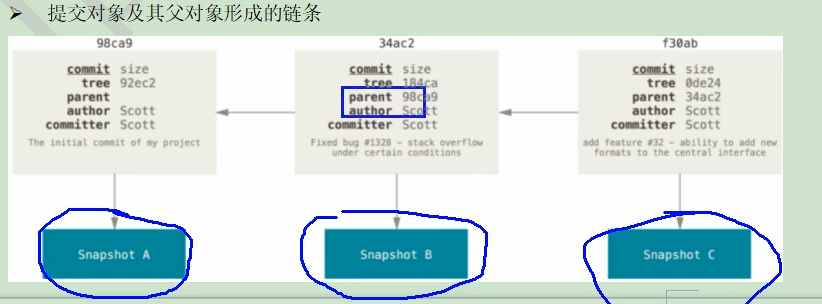 ➤ 提交对象及其父对象形成的链条
98ca9
commit size
tree 92ec2
parent
author Scott
committer Scott
The initial commit of my project
Snapshot A
34ac2
commit size
tree 184ca
parent 98ca9
author Scott
committer Scott
Fixed bug #1328 – stack overflow
under certain conditions
Snapshot B
f30ab
commit size
tree 0de24
parent 34ac2
author Scott
committer Scott
add feature #32 – ability to add new
formats to the central interface
Snapshot C